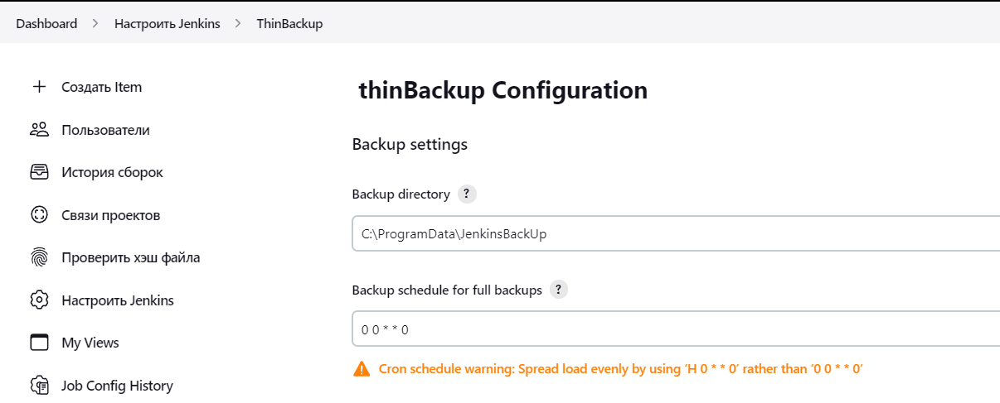 Dashboard > Настроить Jenkins > ThinBackup
Создать Item
Пользователи
История сборок
Связи проектов
Проверить хэш файла
Настроить Jenkins
My Views
Job Config History
thinBackup Configuration
Backup settings
Backup directory ?
C:\ProgramData\JenkinsBackUp
Backup schedule for full backups ?
0 0 * * 0
Cron schedule warning: Spread load evenly by using ‘H 0 * * 0’ rather than ‘0 0 * * 0’